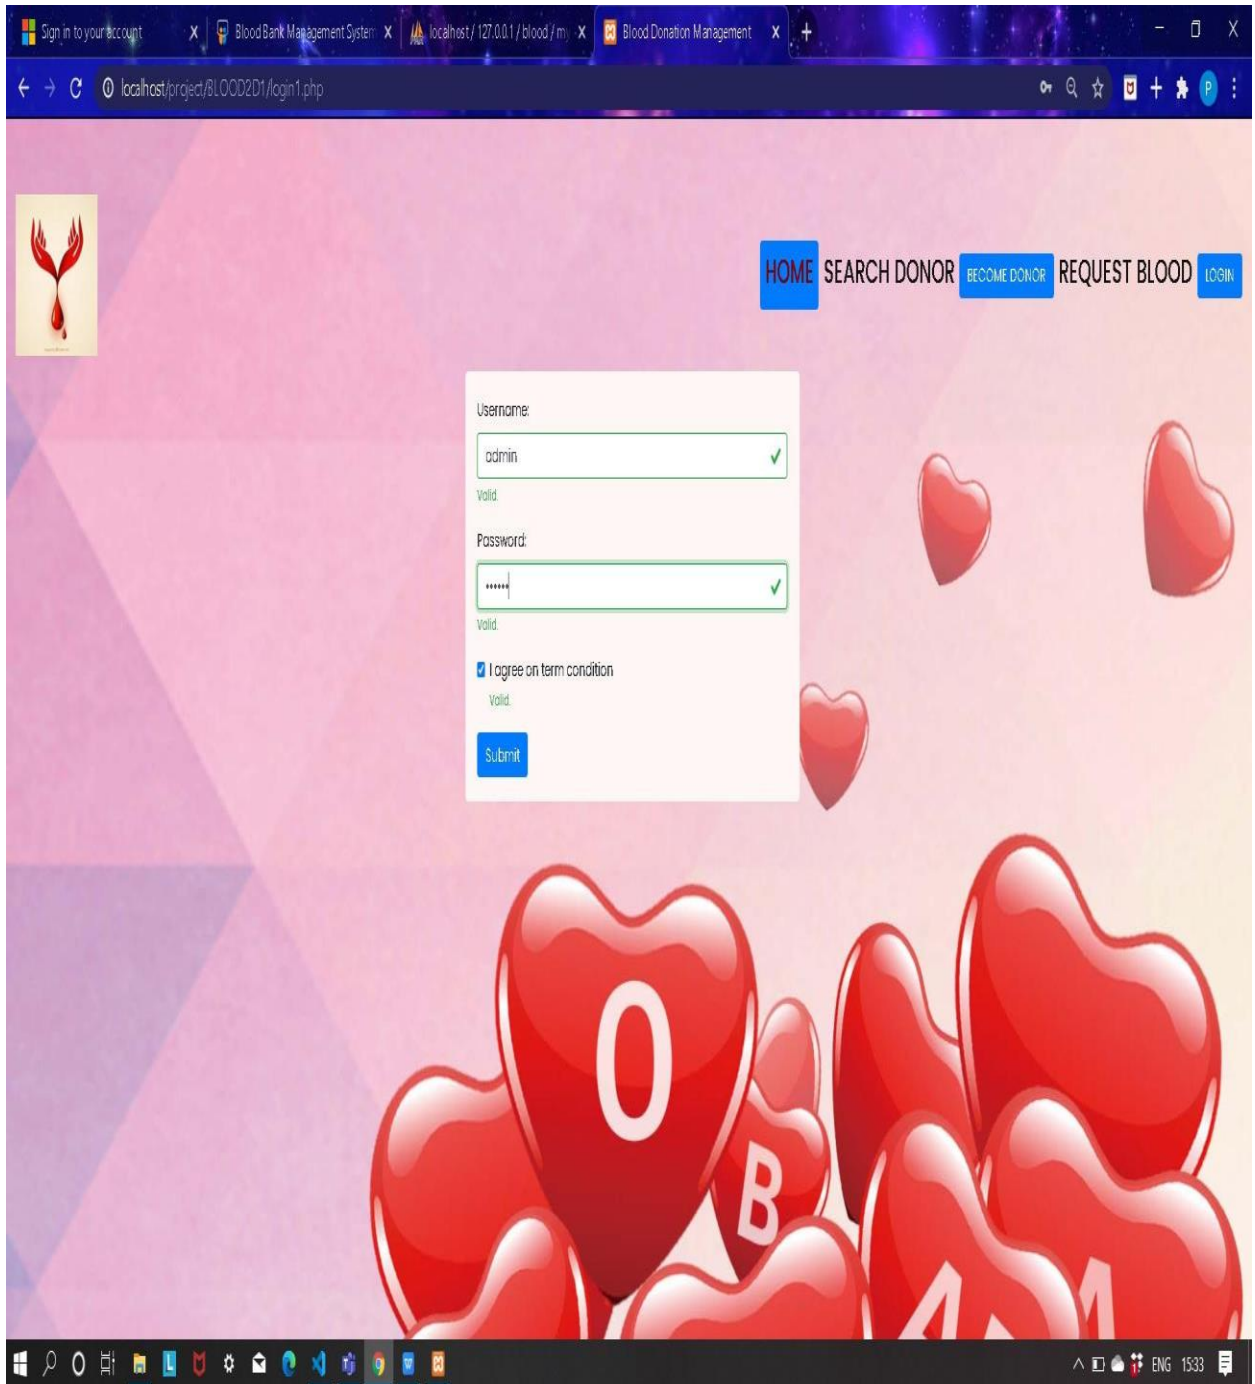 Sign in to your account
Blood Bank Management System
localhost / 127.0.0.1 / blood / my
Blood Donation Management
localhost/project/BLOOD2D1/login1.php
P
HOME SEARCH DONOR BECOME DONOR REQUEST BLOOD LOGIN
Username:
admin
Valid.
Password:
••••••
Valid.
I agree on term condition
Valid.
Submit
O
B
A
A
L
W
ENG 15:33